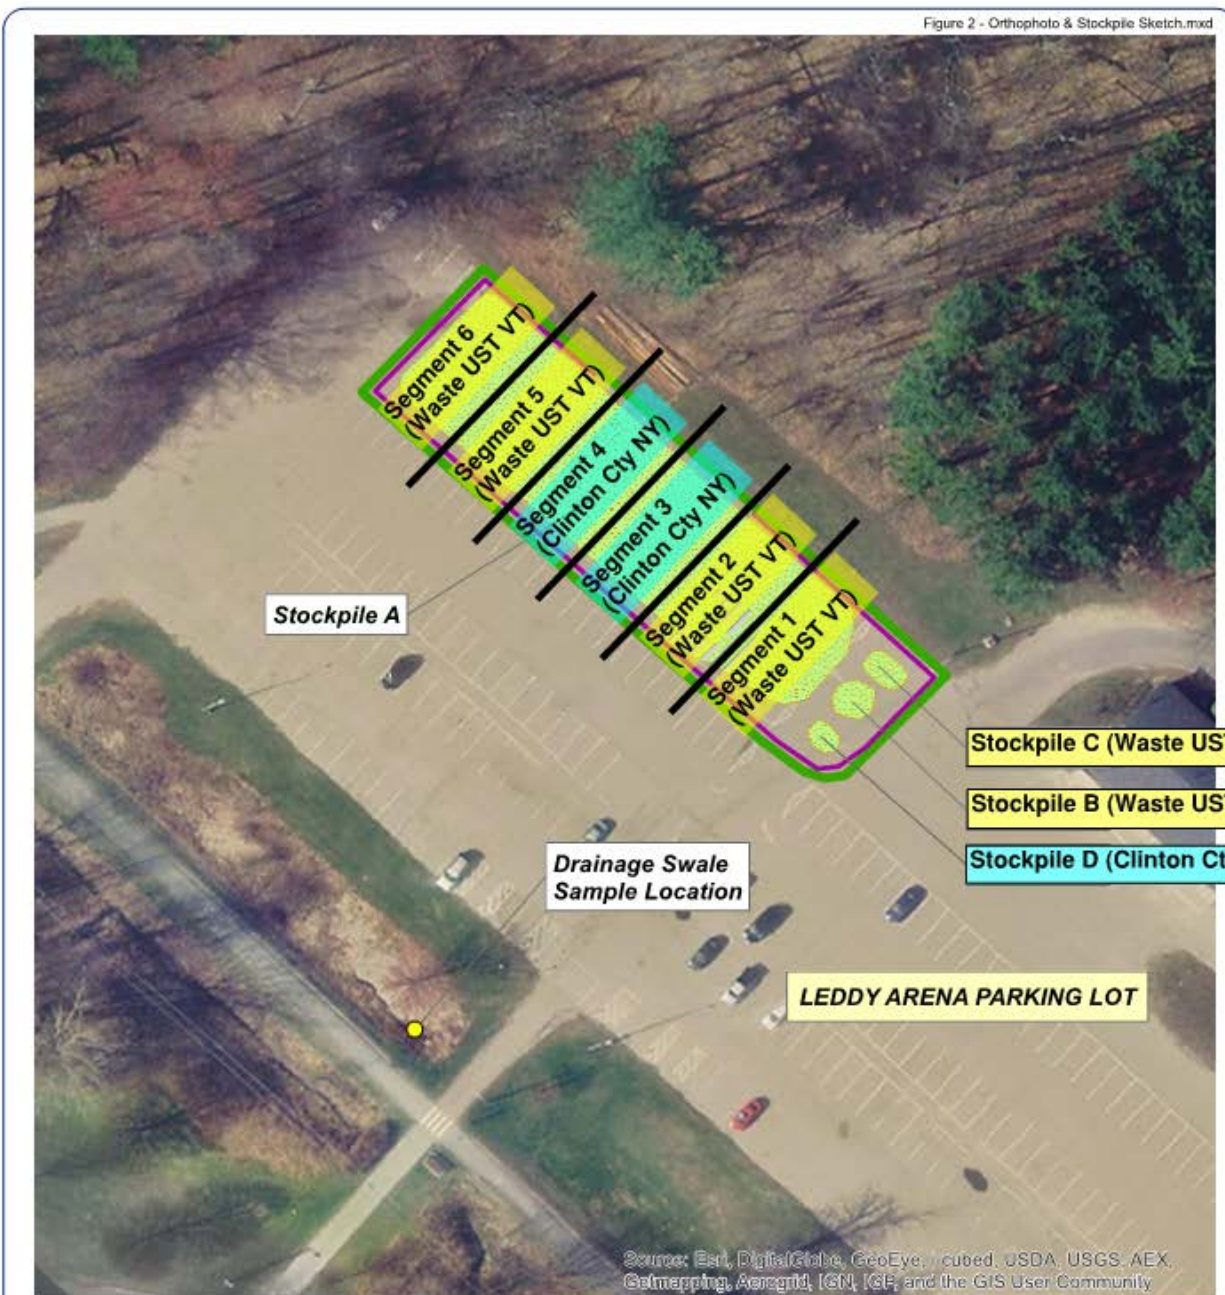 Figure 2 - Orthophoto & Stockpile Sketch.mxd
Segment 6
(Waste UST VT)
Segment 5
(Waste UST VT)
Segment 4
(Clinton Cty NY)
Segment 3
(Clinton Cty NY)
Segment 2
(Waste UST VT)
Segment 1
(Waste UST VT)
Stockpile A
Stockpile C (Waste UST
Stockpile B (Waste UST
Stockpile D (Clinton Ct
Drainage Swale
Sample Location
LEDDY ARENA PARKING LOT
Source: Esri, DigitalGlobe, GeoEye, i-cubed, USDA, USGS, AEX,
Getmapping, Aerogrid, IGN, IGP, and the GIS User Community